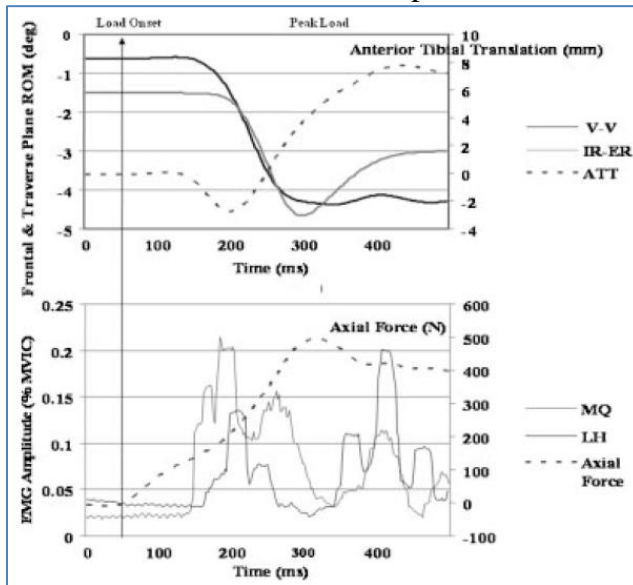 Load Onset Peak Load
Frontal & Traverse Plane ROM (deg)
Anterior Tibial Translation (mm)
0
-1
-2
-3
-4
-5
10
8
6
4
2
0
-2
-4
0 100 200 300 400
Time (ms)
V-V
IR-ER
ATT
EMG Amplitude (% MVIC)
Axial Force (N)
0.25
0.2
0.15
0.1
0.05
0
600
500
400
300
200
100
0
-100
0 100 200 300 400
Time (ms)
MQ
LH
Axial
Force